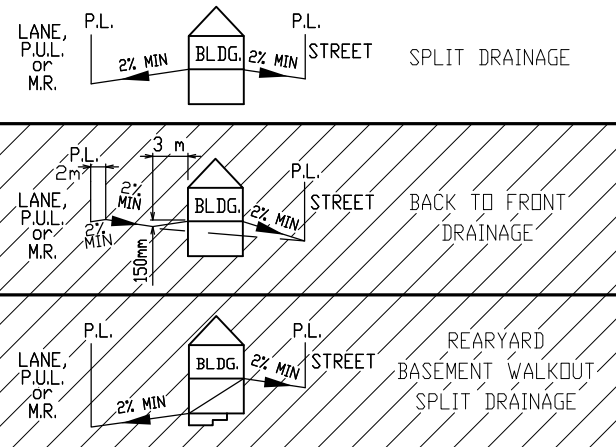 P.L.
P.L.
LANE,
P.U.L.
or
M.R.
2% MIN
BLDG.
2% MIN
STREET
SPLIT DRAINAGE
3 m
P.L.
2m
P.L.
2%
MIN
LANE,
P.U.L.
or
M.R.
2%
MIN
BLDG.
2% MIN
STREET
150mm
BACK TO FRONT
DRAINAGE
P.L.
P.L.
LANE,
P.U.L.
or
M.R.
2% MIN
BLDG.
2% MIN
STREET
REARYARD
BASEMENT WALKOUT
SPLIT DRAINAGE